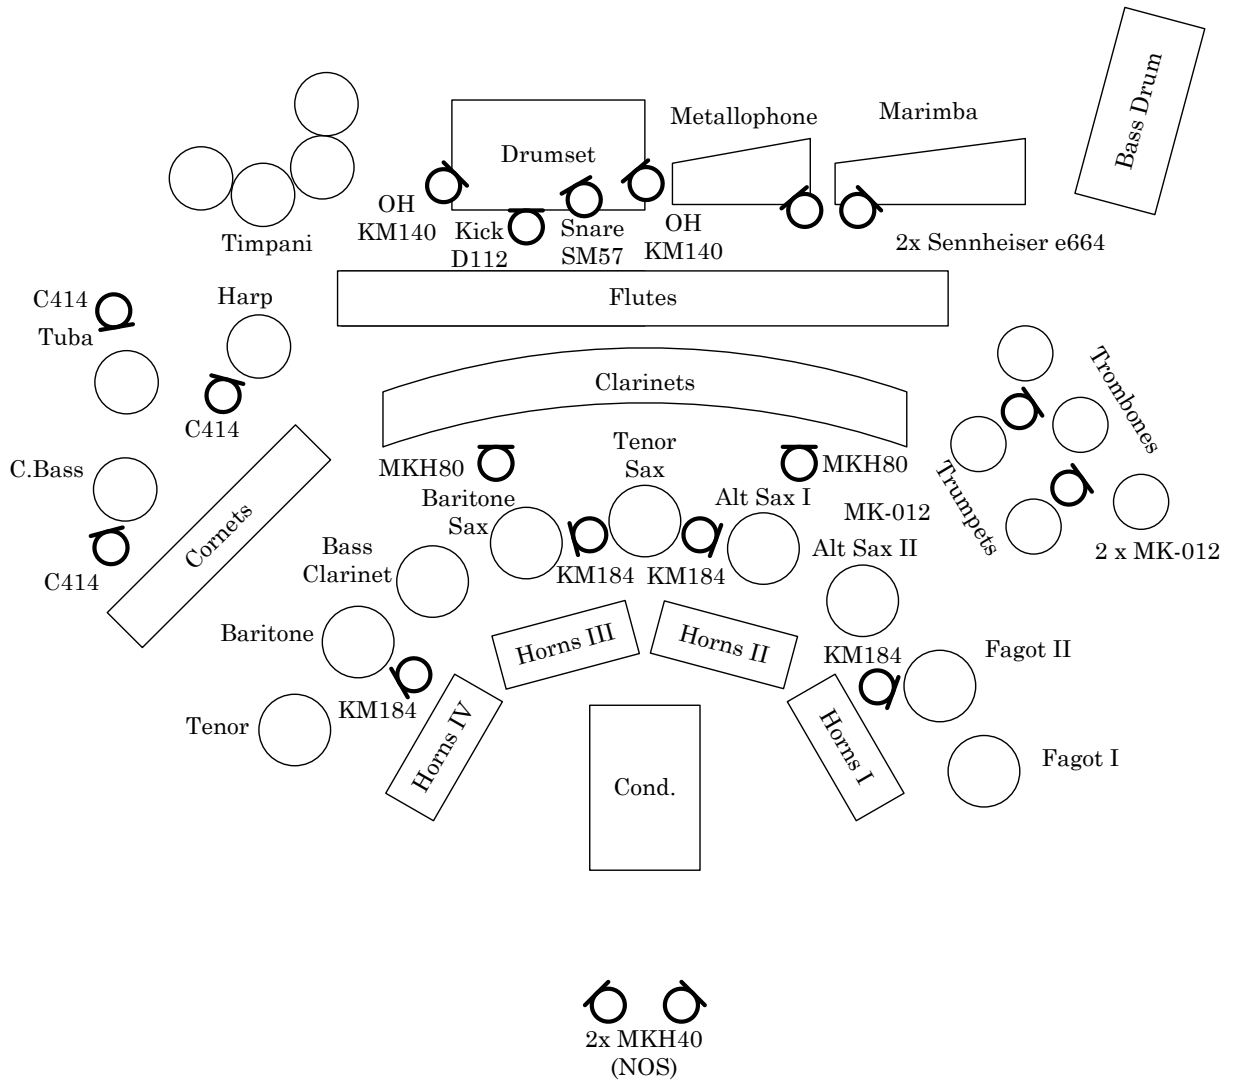 Bass Drum
Metallophone
Marimba
Drumset
OH
KM140
Kick
D112
Snare
SM57
OH
KM140
2x Sennheiser e664
Timpani
Flutes
C414
Tuba
Harp
C414
Clarinets
Trombones
Tenor
Sax
MKH80
MKH80
C.Bass
Baritone
Sax
Alt Sax I
MK-012
Trumpets
Cornets
Bass
Clarinet
Alt Sax II
2 x MK-012
C414
KM184
KM184
Baritone
Horns III
Horns II
KM184
Fagot II
KM184
Tenor
Horns IV
Horns I
Fagot I
Cond.
2x MKH40
(NOS)